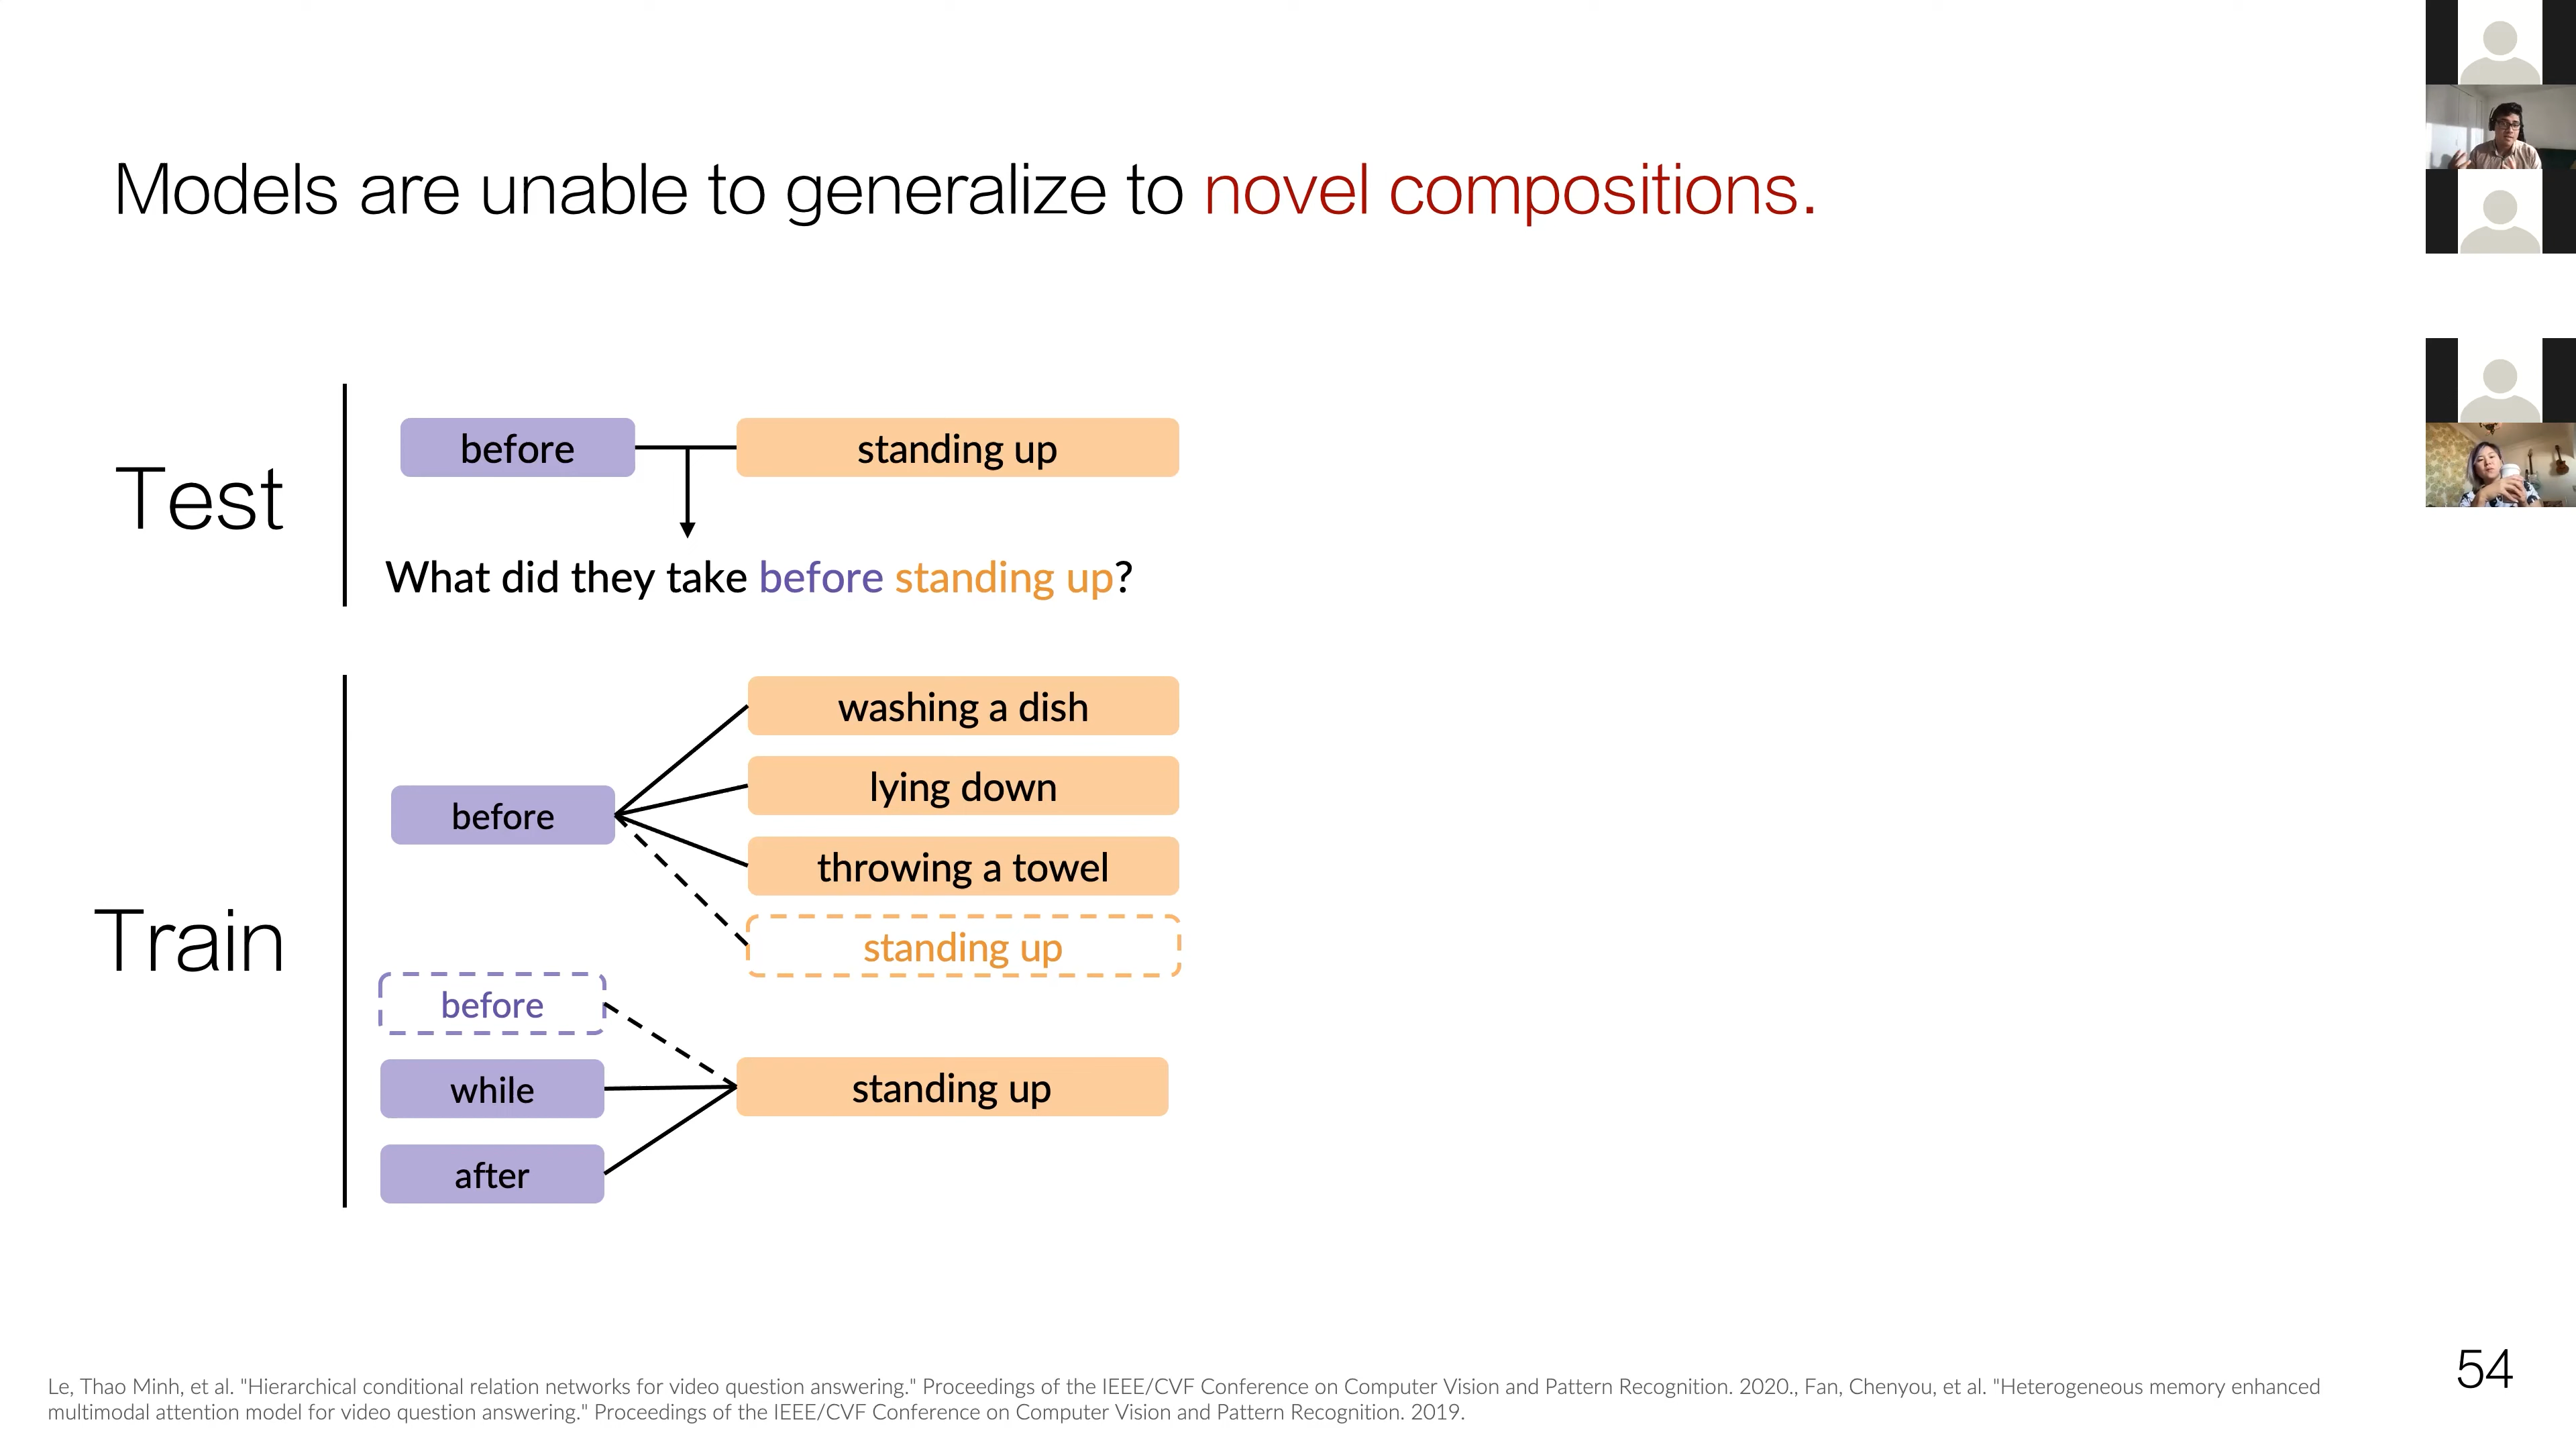 Models are unable to generalize to novel compositions.
Test
before
standing up
What did they take before standing up?
Train
before
washing a dish
lying down
throwing a towel
standing up
before
while
after
standing up
Le, Thao Minh, et al. "Hierarchical conditional relation networks for video question answering." Proceedings of the IEEE/CVF Conference on Computer Vision and Pattern Recognition. 2020., Fan, Chenyou, et al. "Heterogeneous memory enhanced
multimodal attention model for video question answering." Proceedings of the IEEE/CVF Conference on Computer Vision and Pattern Recognition. 2019.
54